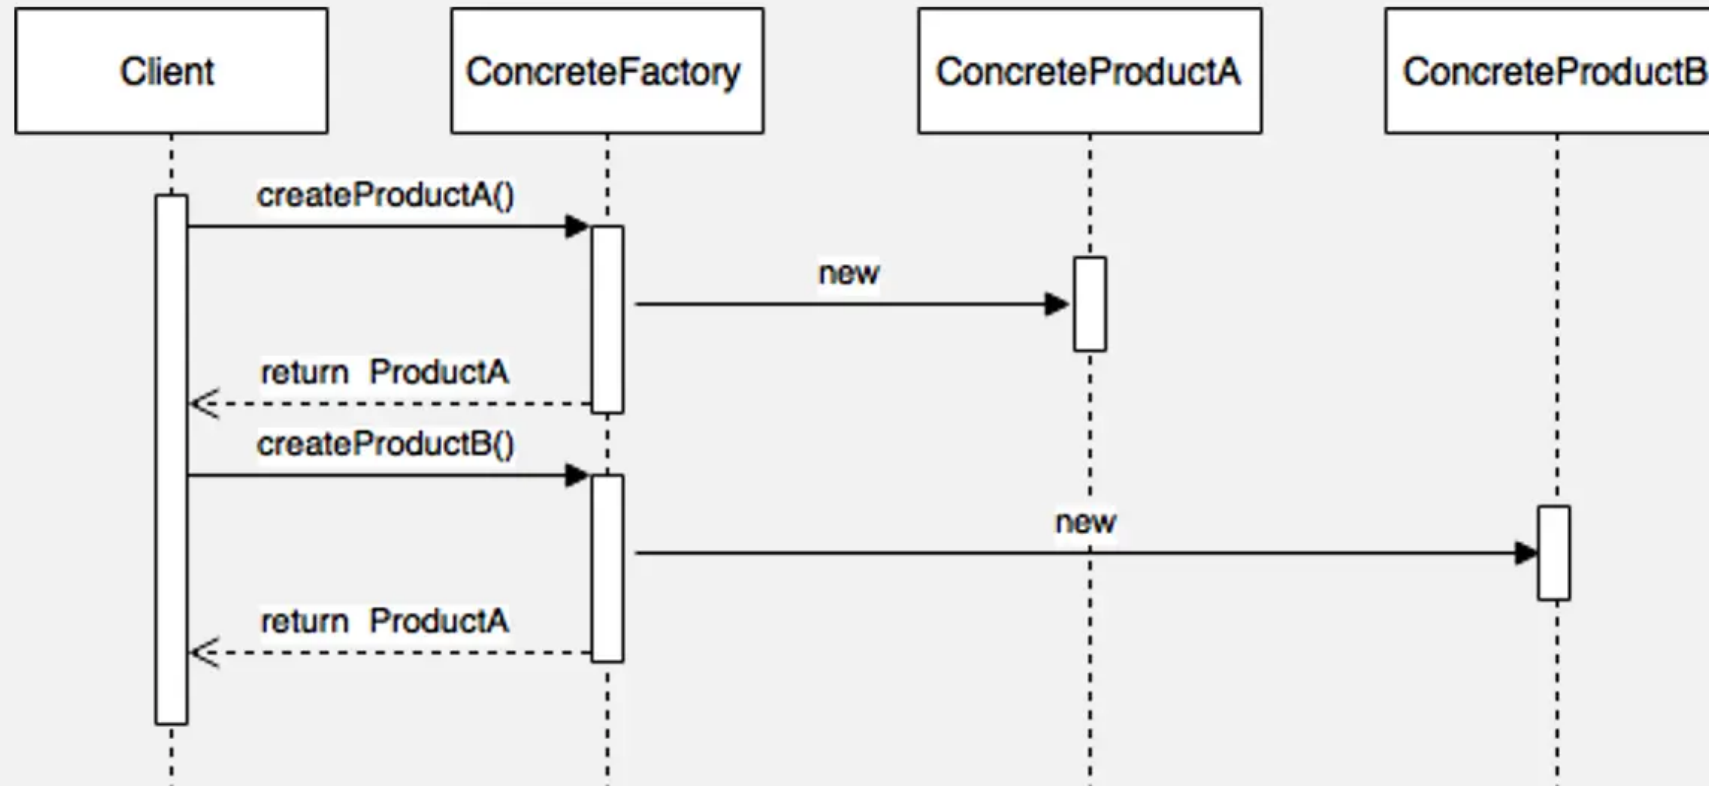 Client
ConcreteFactory
ConcreteProductA
ConcreteProductB
createProductA()
new
return ProductA
createProductB()
new
return ProductA